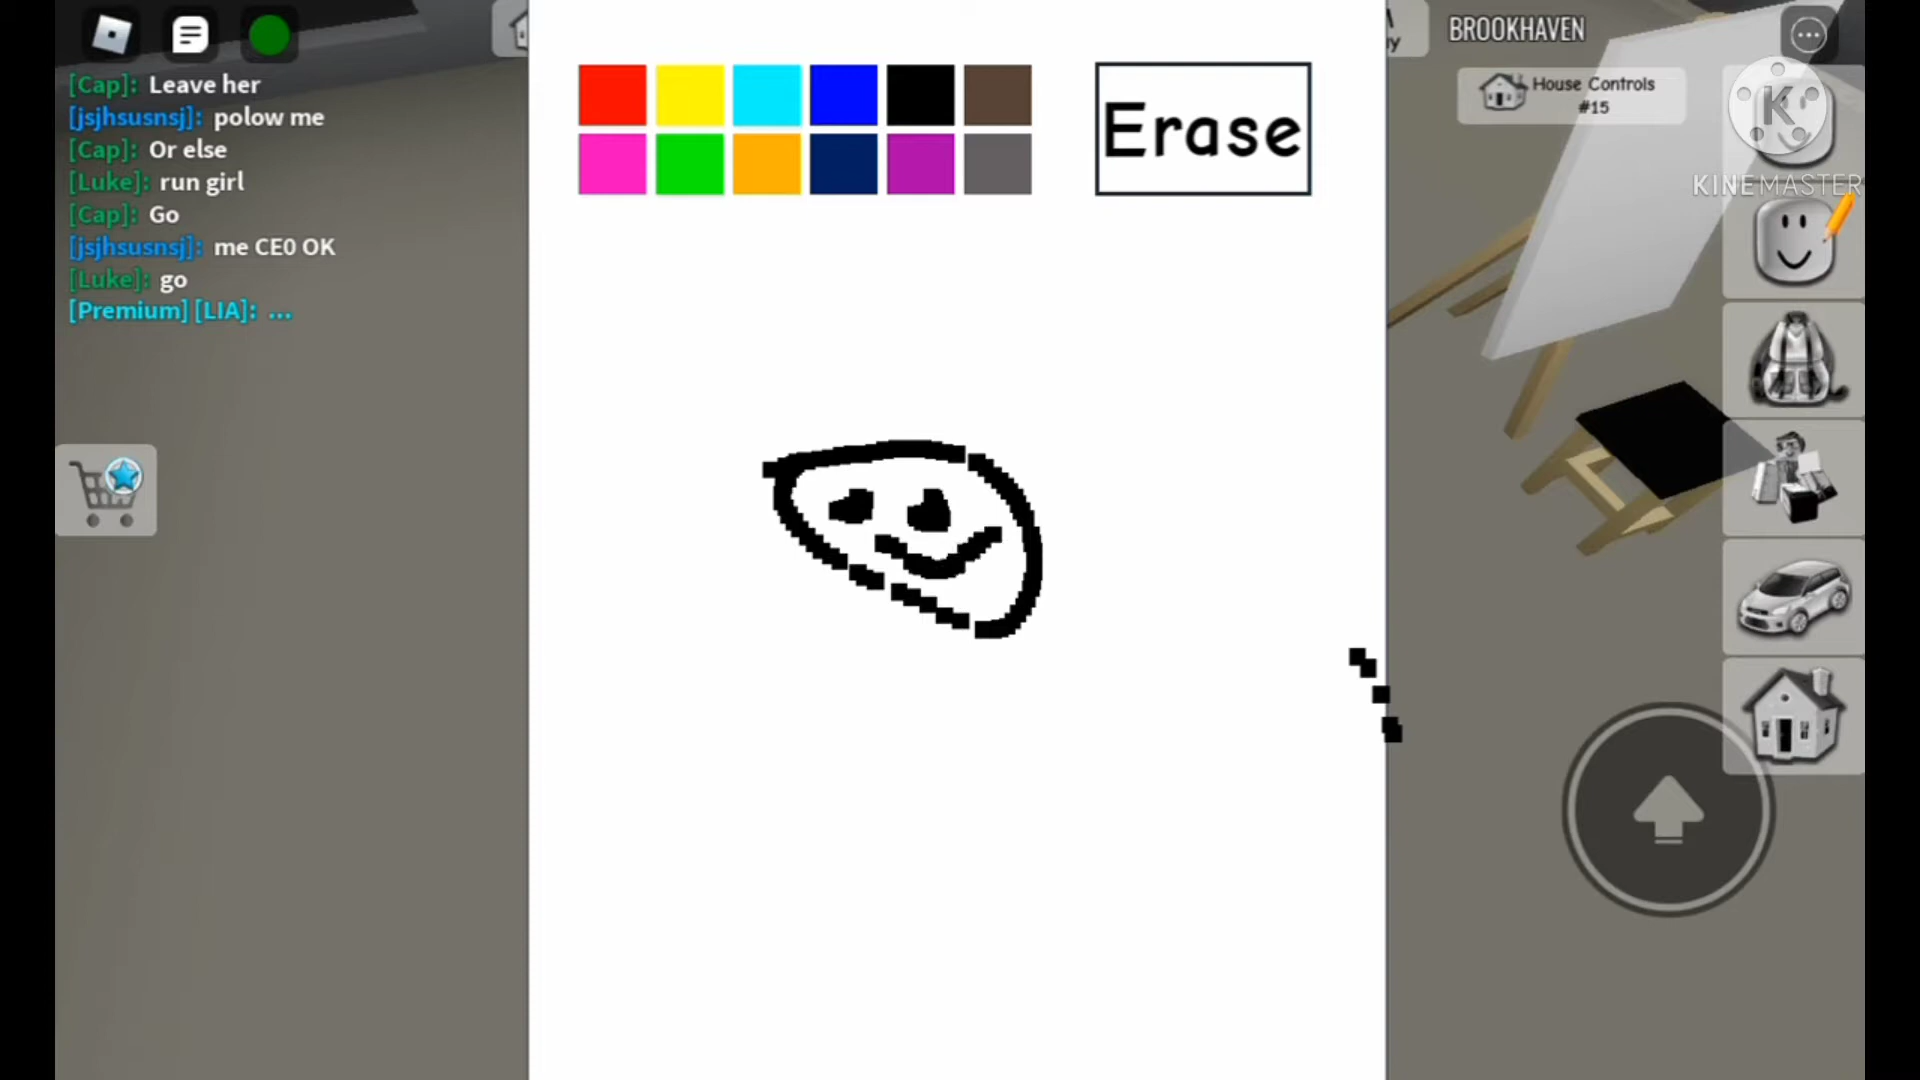 [Cap]: Leave her
[jsjhsusnsj]: polow me
[Cap]: Or else
[Luke]: run girl
[Cap]: Go
[jsjhsusnsj]: me CE0 OK
[Luke]: go
[Premium] [LIA]: ...
Erase
BROOKHAVEN
House Controls
#15
K
KINEMASTER